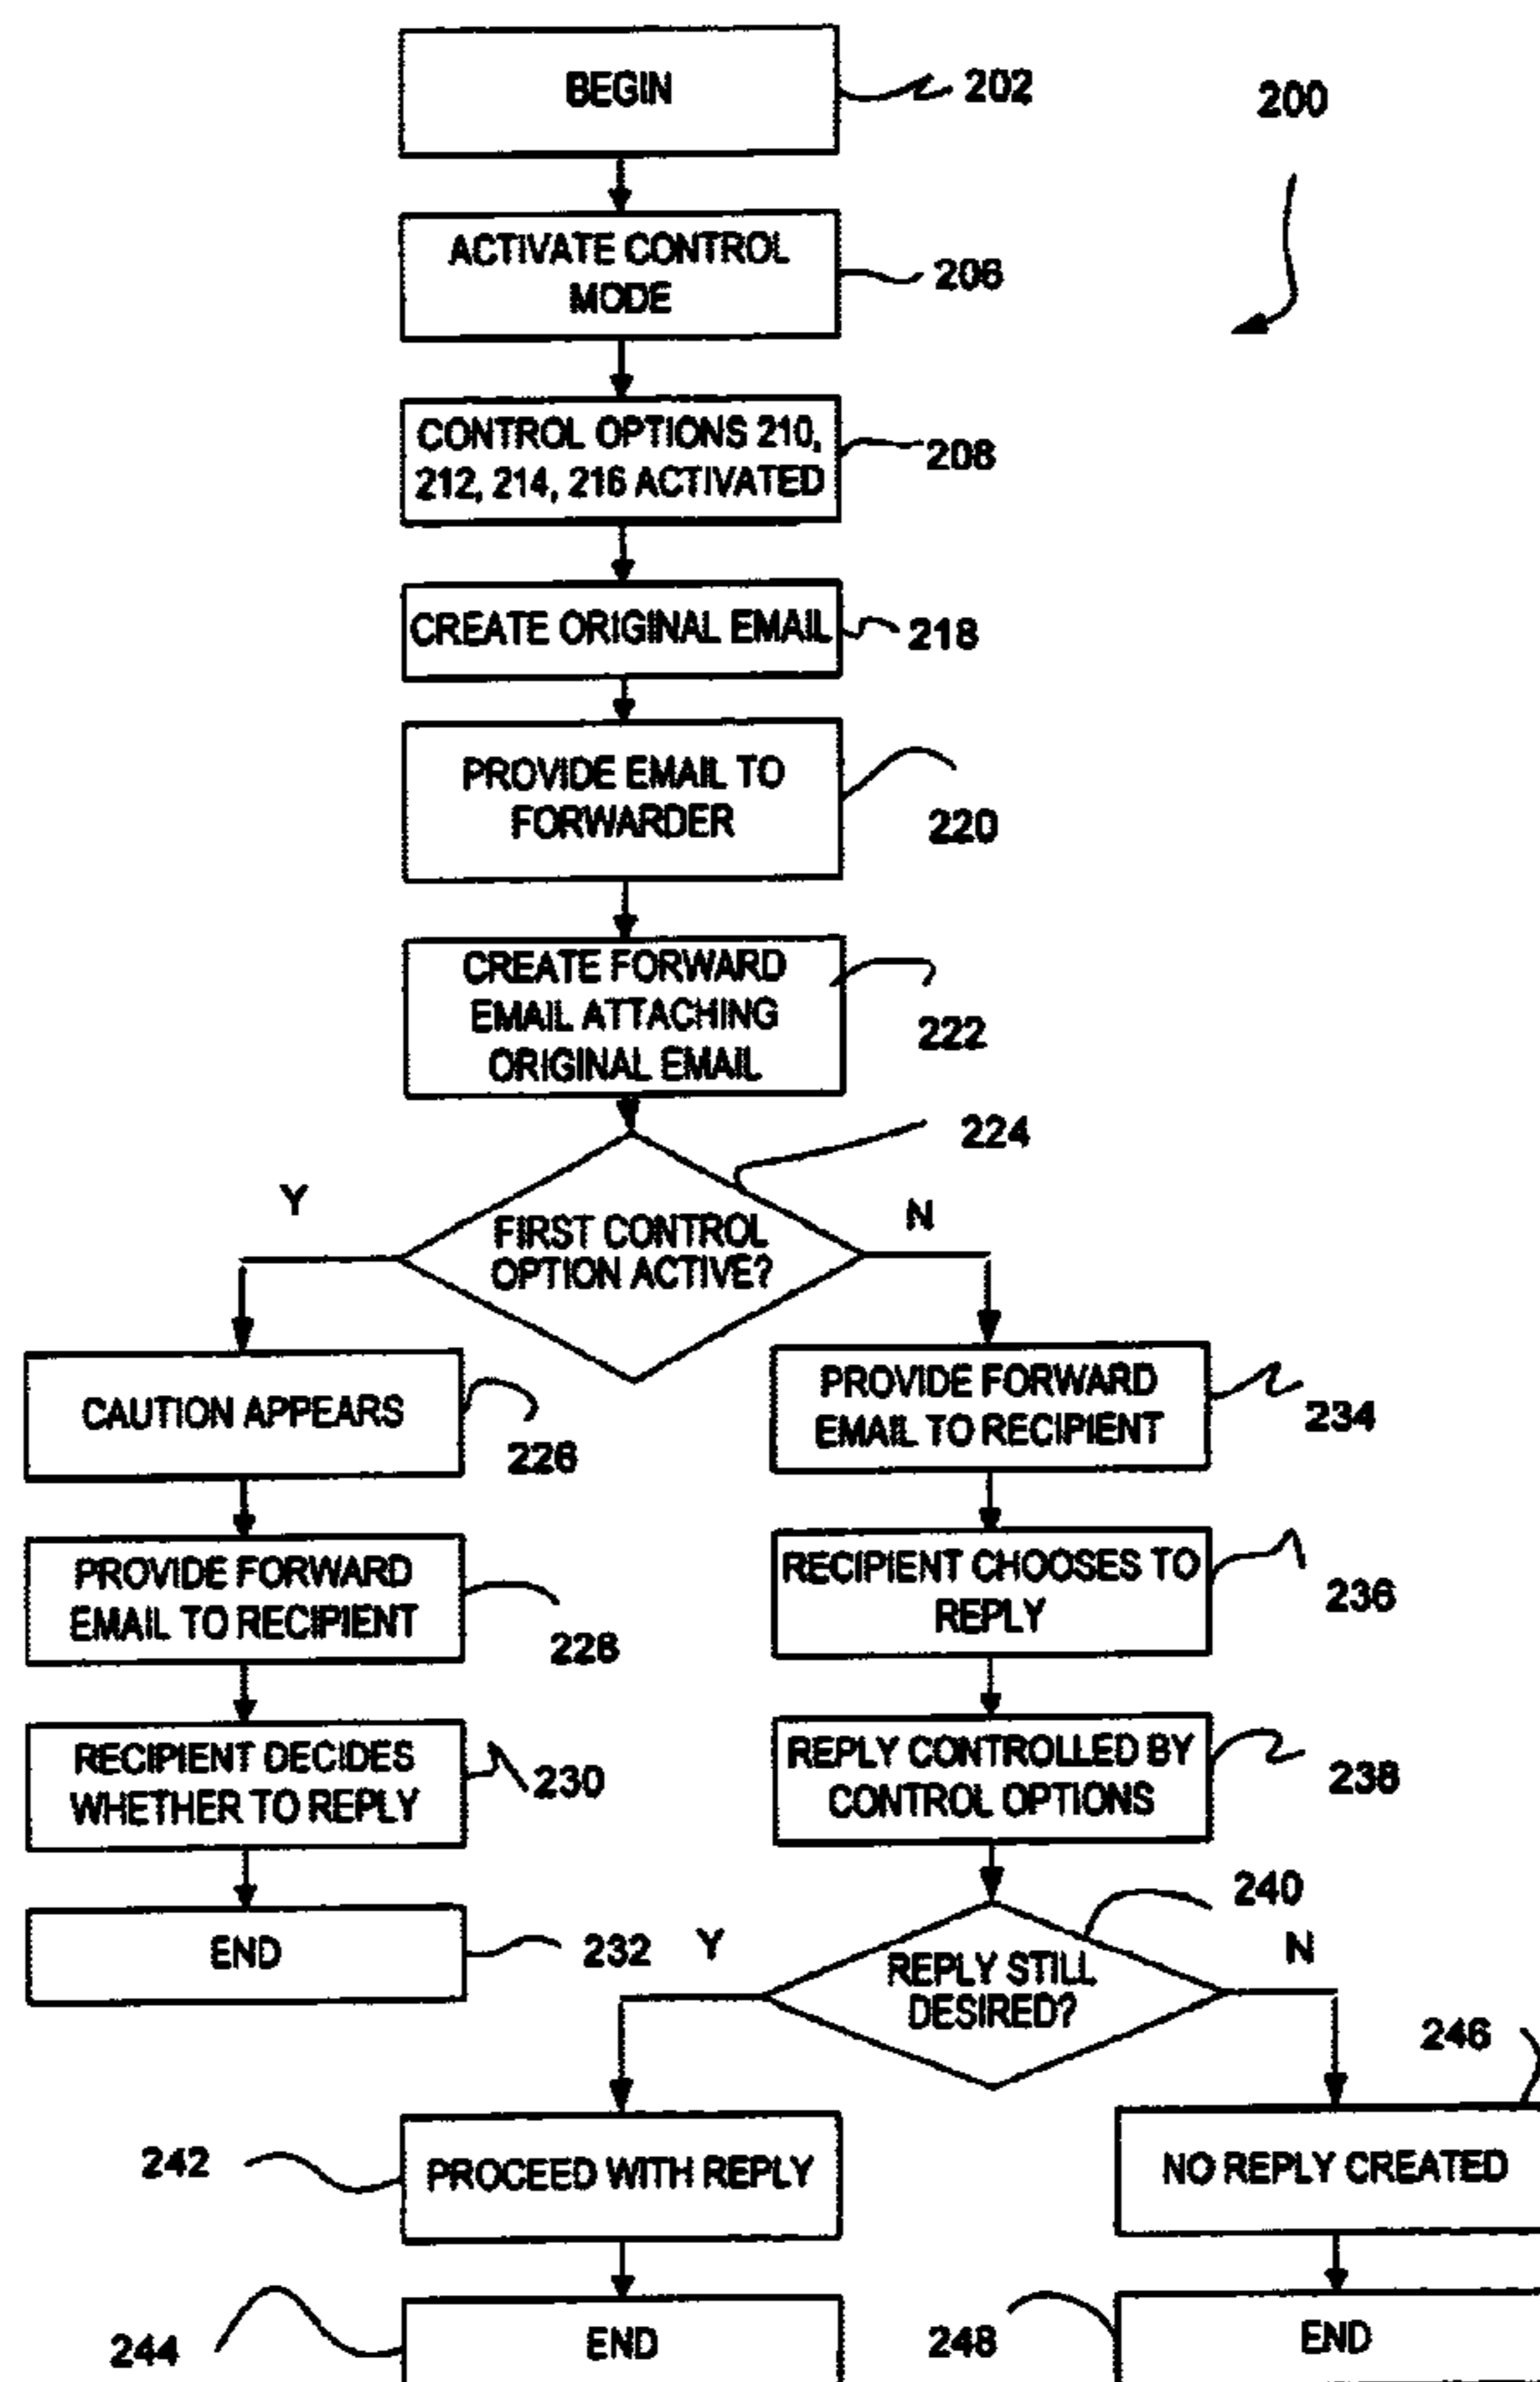 BEGIN
202
200
ACTIVATE CONTROL
MODE
206
CONTROL OPTIONS 210,
212, 214, 216 ACTIVATED
208
CREATE ORIGINAL EMAIL
218
PROVIDE EMAIL TO
FORWARDER
220
CREATE FORWARD
EMAIL ATTACHING
ORIGINAL EMAIL
222
224
Y
FIRST CONTROL
OPTION ACTIVE?
N
CAUTION APPEARS
226
PROVIDE FORWARD
EMAIL TO RECIPIENT
234
PROVIDE FORWARD
EMAIL TO RECIPIENT
228
RECIPIENT CHOOSES TO
REPLY
236
RECIPIENT DECIDES
WHETHER TO REPLY
230
REPLY CONTROLLED BY
CONTROL OPTIONS
238
END
232
240
Y
REPLY STILL
DESIRED?
N
246
242
PROCEED WITH REPLY
NO REPLY CREATED
244
END
248
END